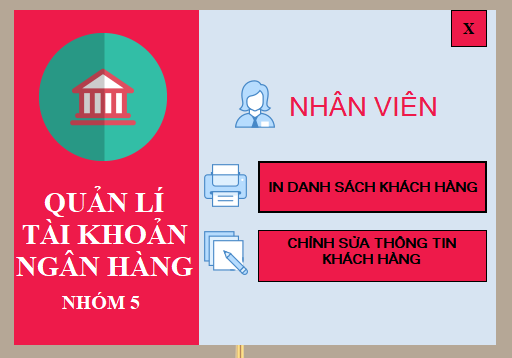 X
QUẢN LÍ
TÀI KHOẢN
NGÂN HÀNG
NHÓM 5
NHÂN VIÊN
IN DANH SÁCH KHÁCH HÀNG
CHỈNH SỬA THÔNG TIN
KHÁCH HÀNG